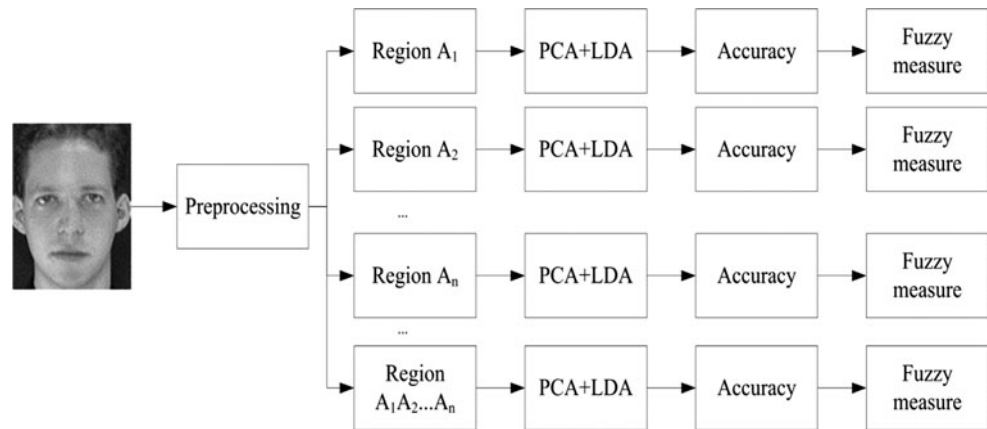 Region A₁ PCA+LDA Accuracy Fuzzy
measure
Region A₂ PCA+LDA Accuracy Fuzzy
measure
Preprocessing
...
Region Aₙ PCA+LDA Accuracy Fuzzy
measure
...
Region
A₁A₂...Aₙ PCA+LDA Accuracy Fuzzy
measure